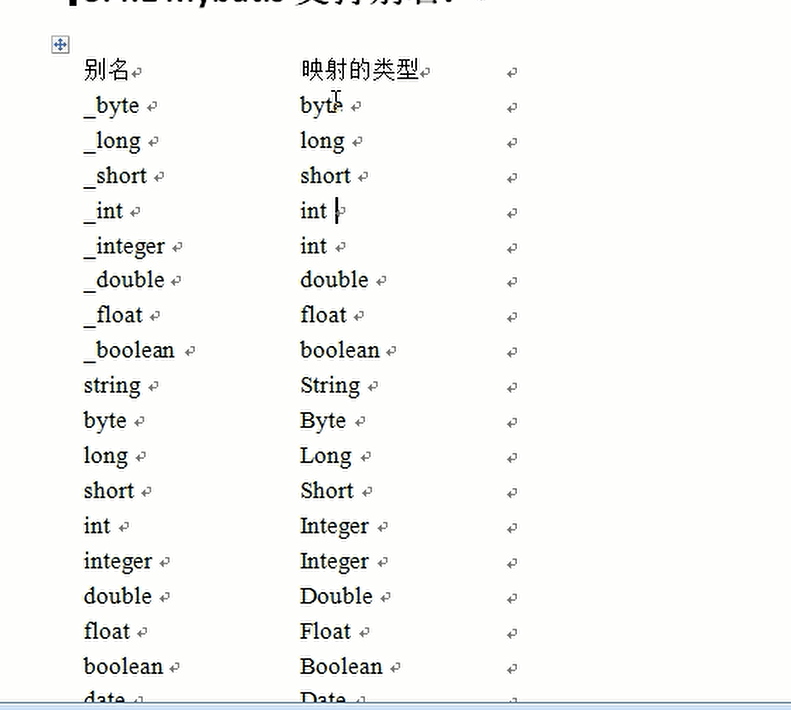 别名 映射的类型
_byte byte
_long long
_short short
_int int
_integer int
_double double
_float float
_boolean boolean
string String
byte Byte
long Long
short Short
int Integer
integer Integer
double Double
float Float
boolean Boolean
date Date